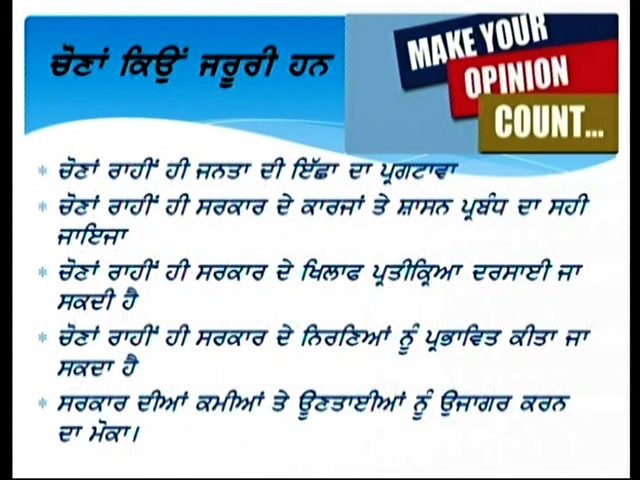 ਚੋਣਾਂ ਕਿਉਂ ਜਰੂਰੀ ਹਨ
MAKE YOUR
OPINION
COUNT...
* ਚੋਣਾਂ ਰਾਹੀਂ ਹੀ ਜਨਤਾ ਦੀ ਇੱਛਾ ਦਾ ਪ੍ਰਗਟਾਵਾ
* ਚੋਣਾਂ ਰਾਹੀਂ ਹੀ ਸਰਕਾਰ ਦੇ ਕਾਰਜਾਂ ਤੇ ਸ਼ਾਸਨ ਪ੍ਰਬੰਧ ਦਾ ਸਹੀ
ਜਾਇਜਾ
* ਚੋਣਾਂ ਰਾਹੀਂ ਹੀ ਸਰਕਾਰ ਦੇ ਖਿਲਾਫ ਪ੍ਰਤੀਕ੍ਰਿਆ ਦਰਸਾਈ ਜਾ
ਸਕਦੀ ਹੈ
* ਚੋਣਾਂ ਰਾਹੀਂ ਹੀ ਸਰਕਾਰ ਦੇ ਨਿਰਣਿਆਂ ਨੂੰ ਪ੍ਰਭਾਵਿਤ ਕੀਤਾ ਜਾ
ਸਕਦਾ ਹੈ
* ਸਰਕਾਰ ਦੀਆਂ ਕਮੀਆਂ ਤੇ ਊਣਤਾਈਆਂ ਨੂੰ ਉਜਾਗਰ ਕਰਨ
ਦਾ ਮੋਕਾ।